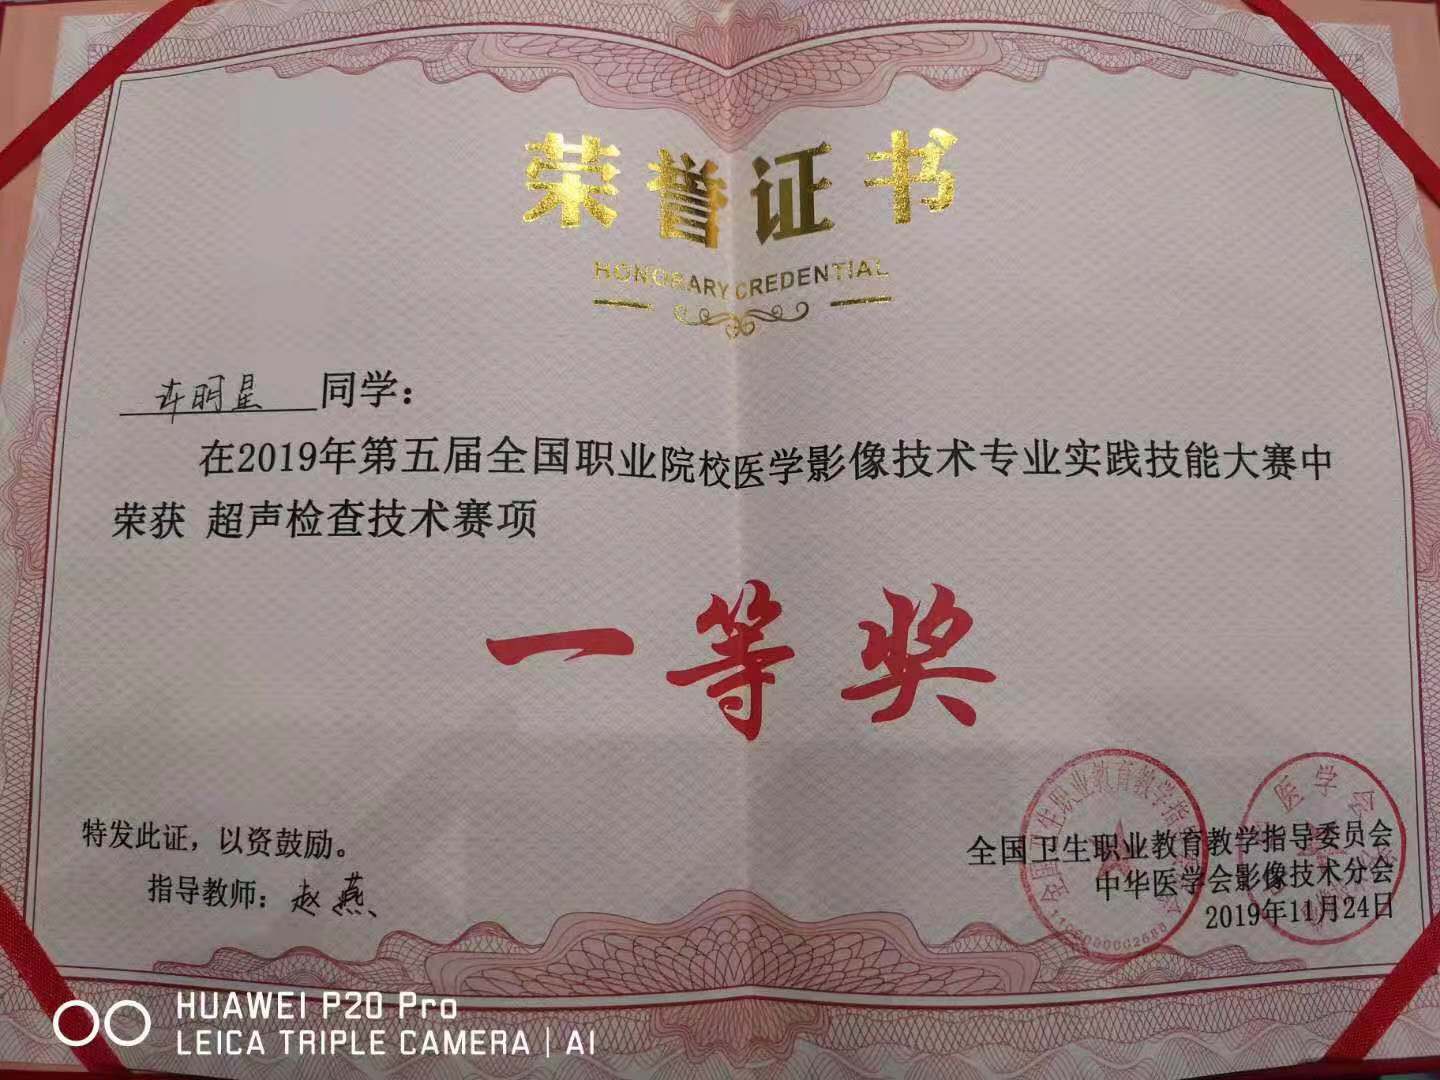 荣誉证书
HONORARY CREDENTIAL
明星 同学：
在2019年第五届全国职业院校医学影像技术专业实践技能大赛中
荣获 超声检查技术赛项
一等奖
特发此证，以资鼓励。
指导教师：赵燕
全国卫生职业教育教学指导委员会
中华医学会影像技术分会
2019年11月24日
HUAWEI P20 Pro
LEICA TRIPLE CAMERA | AI